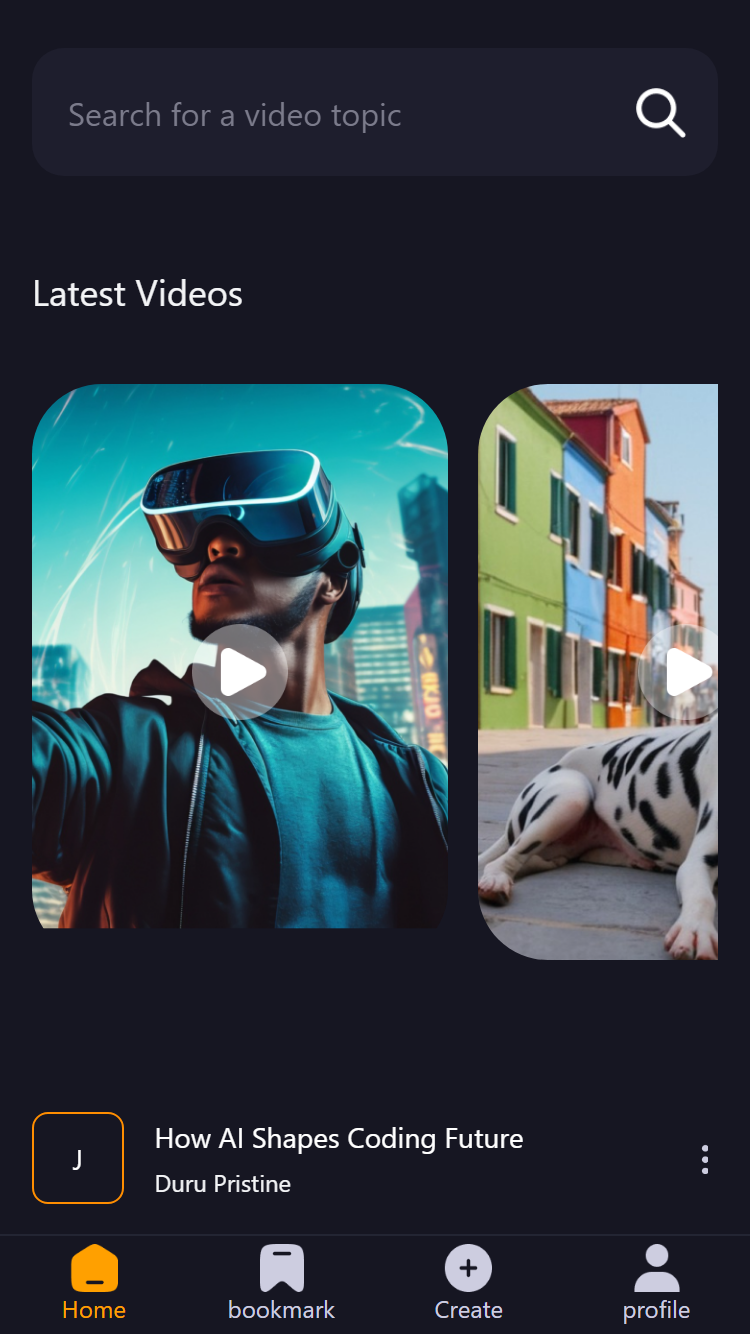 Search for a video topic
Latest Videos
J
How AI Shapes Coding Future
Duru Pristine
Home
bookmark
Create
profile